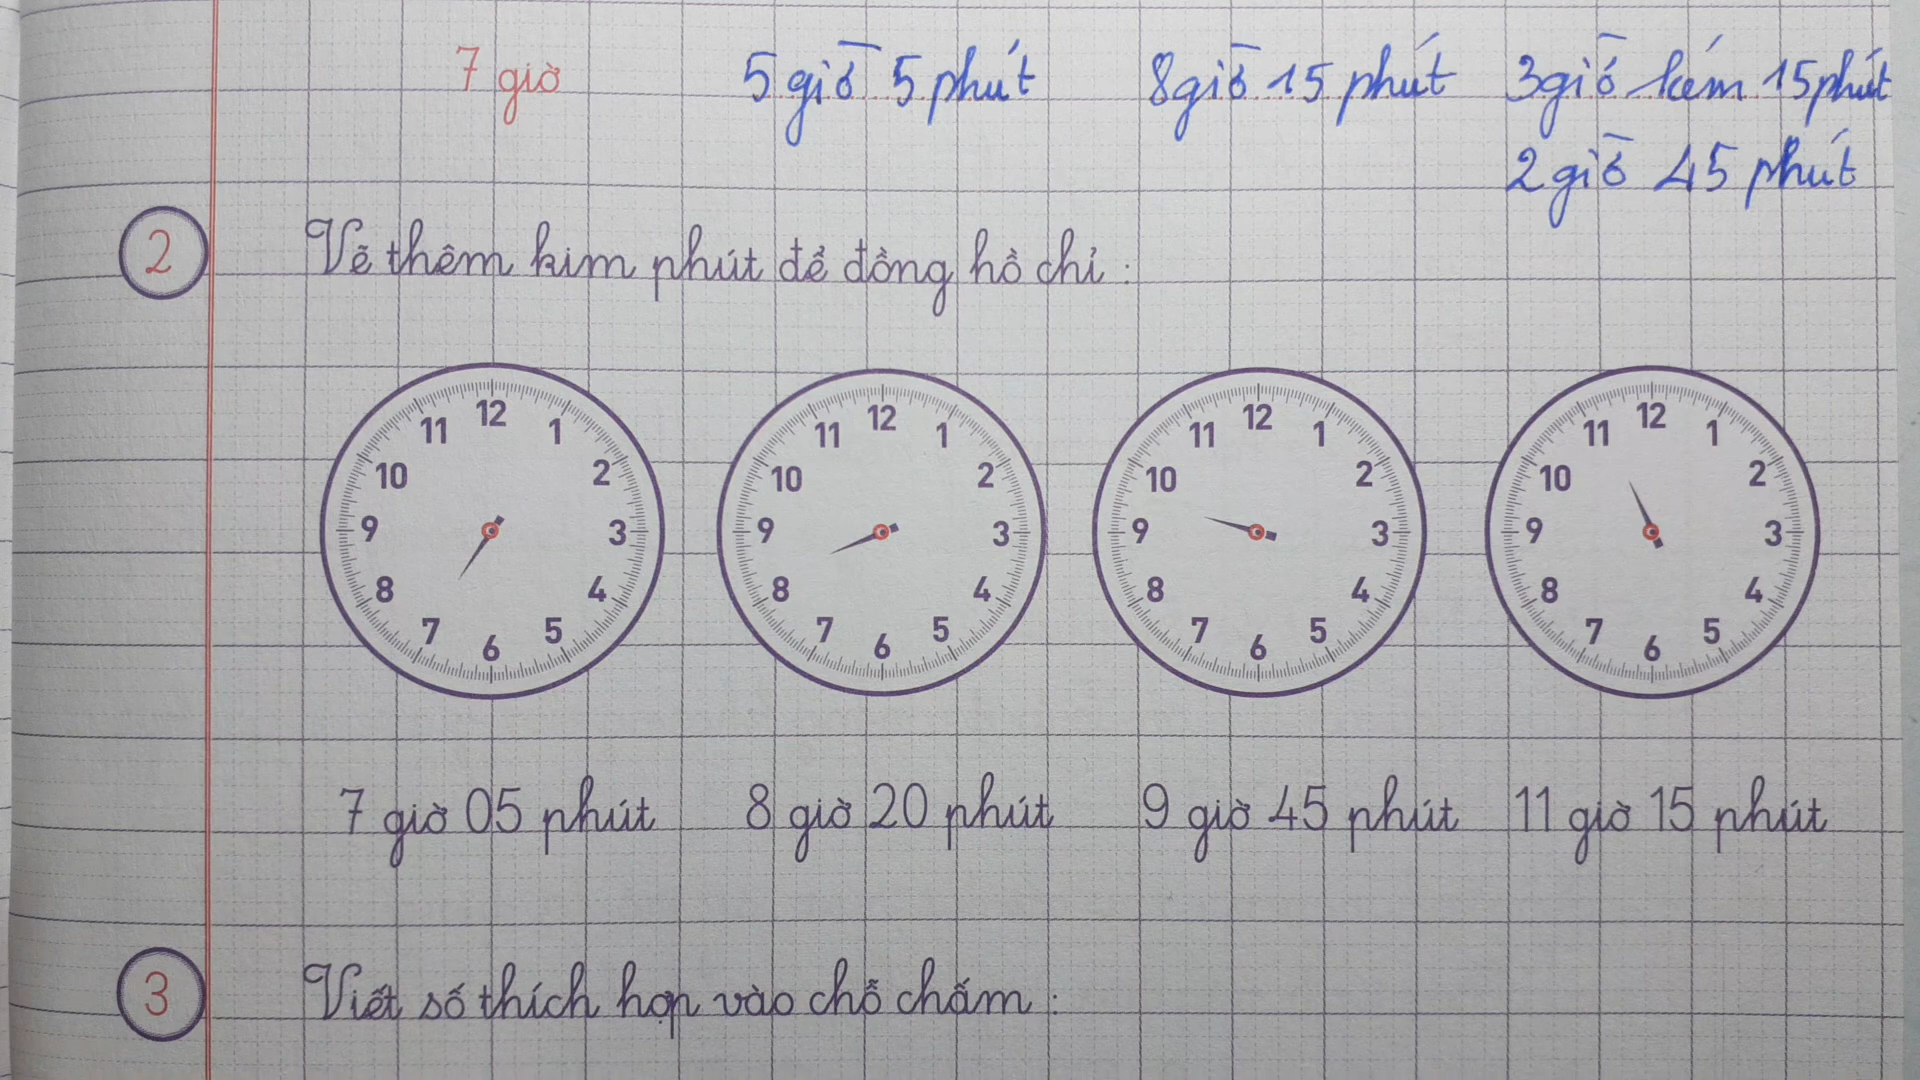 7 giờ 5 giờ 5 phút 8 giờ 15 phút 3 giờ kém 15 phút
2 giờ 45 phút
2 Vẽ thêm kim phút để đồng hồ chỉ :
12 1 2 3 4 5 6 7 8 9 10 11
12 1 2 3 4 5 6 7 8 9 10 11
12 1 2 3 4 5 6 7 8 9 10 11
12 1 2 3 4 5 6 7 8 9 10 11
7 giờ 05 phút 8 giờ 20 phút 9 giờ 45 phút 11 giờ 15 phút
3 Viết số thích hợp vào chỗ chấm :